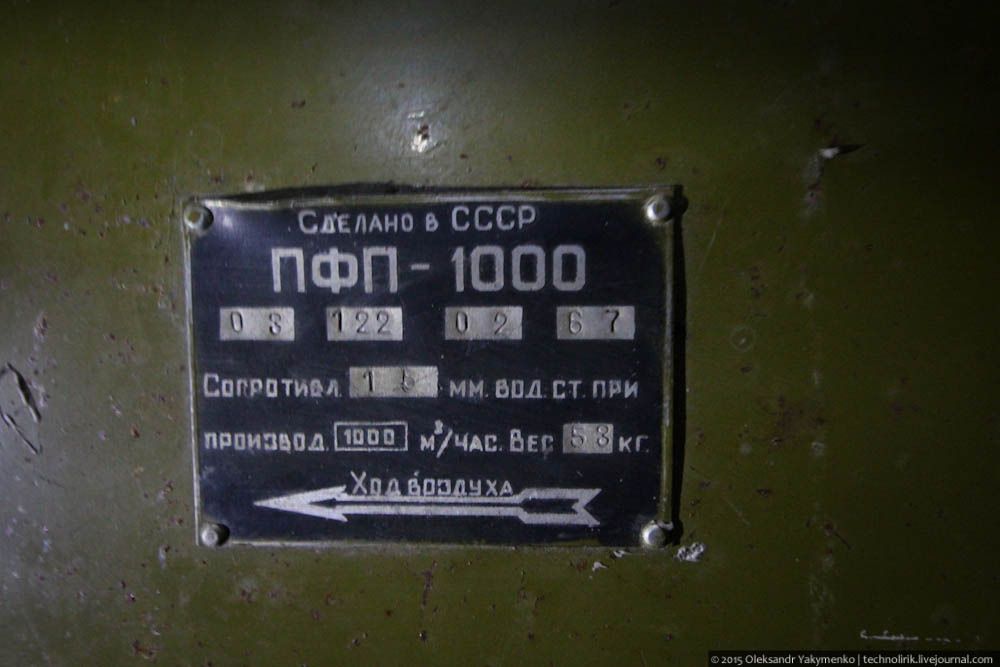 Сделано в СССР
ПФП-1000
03 122 02 67
Сопротивл. мм. вод. ст. при
производ. 1000 м³/час. Вес 58 кг.
Ход воздуха
© 2015 Oleksandr Yakymenko | technolirik.livejournal.com